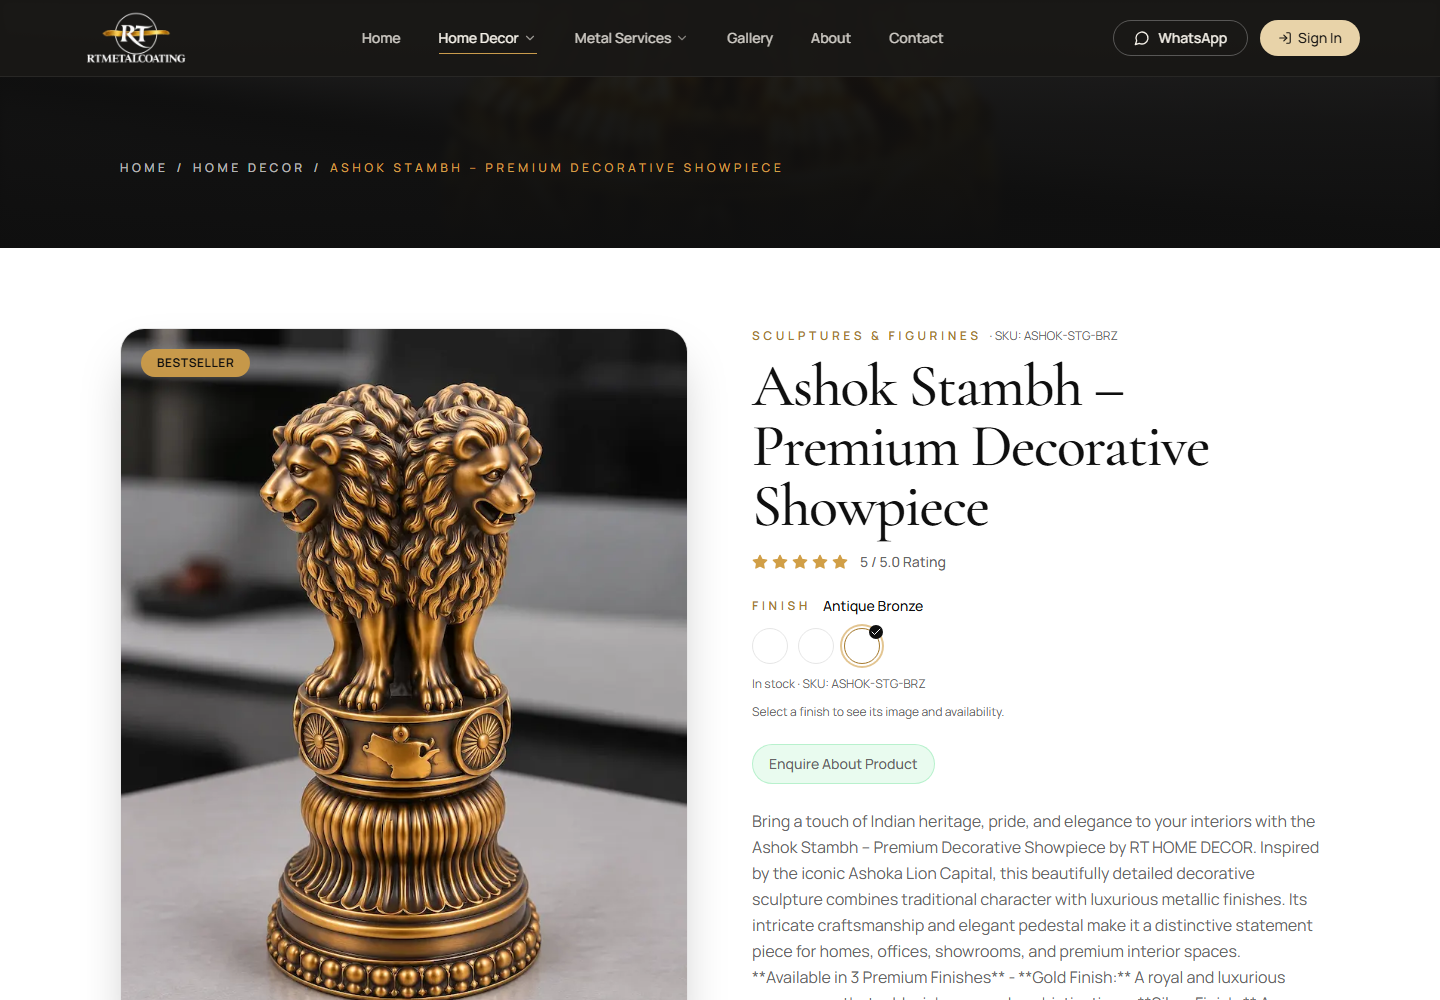 RT
RTMETALCOATING
Home
Home Decor
Metal Services
Gallery
About
Contact
WhatsApp
Sign In
HOME / HOME DECOR / ASHOK STAMBH – PREMIUM DECORATIVE SHOWPIECE
BESTSELLER
SCULPTURES & FIGURINES · SKU: ASHOK-STG-BRZ
Ashok Stambh –
Premium Decorative
Showpiece
5 / 5.0 Rating
FINISH Antique Bronze
In stock · SKU: ASHOK-STG-BRZ
Select a finish to see its image and availability.
Enquire About Product
Bring a touch of Indian heritage, pride, and elegance to your interiors with the
Ashok Stambh – Premium Decorative Showpiece by RT HOME DECOR. Inspired
by the iconic Ashoka Lion Capital, this beautifully detailed decorative
sculpture combines traditional character with luxurious metallic finishes. Its
intricate craftsmanship and elegant pedestal make it a distinctive statement
piece for homes, offices, showrooms, and premium interior spaces.
**Available in 3 Premium Finishes** - **Gold Finish:** A royal and luxurious